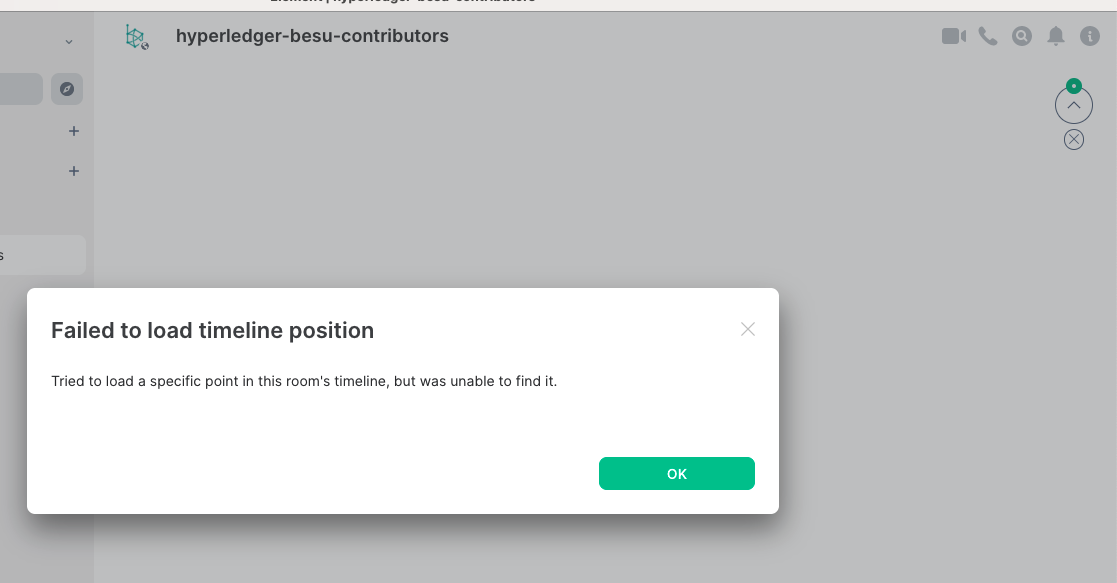 hyperledger-besu-contributors
s
Failed to load timeline position
Tried to load a specific point in this room's timeline, but was unable to find it.
OK